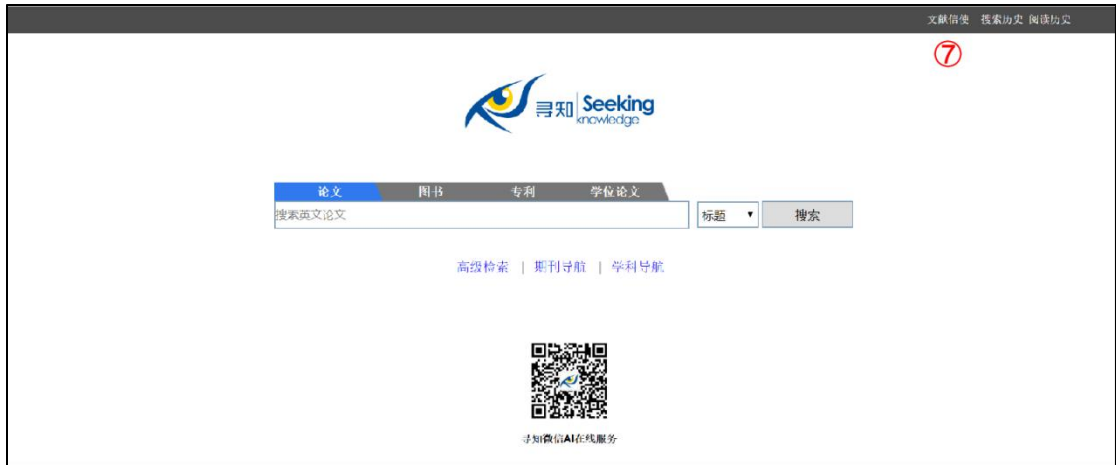 文献信使 搜索历史 阅读历史
⑦
寻知 Seeking knowledge
论文 图书 专利 学位论文
搜索英文论文 标题 搜索
高级检索 | 期刊导航 | 学科导航
寻知微信AI在线服务